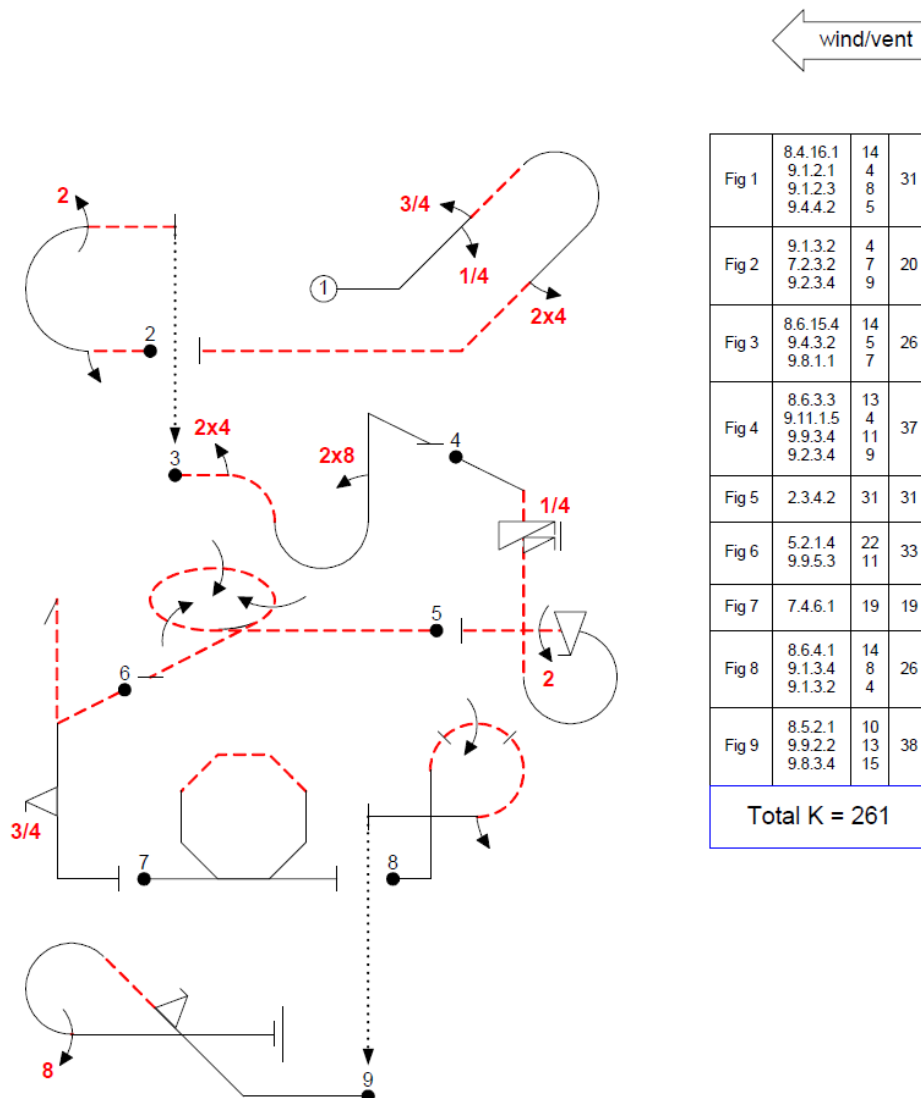 wind/vent
2
3/4
1/4
1
2x4
2
2x4
3
2x8
4
1/4
5
2
6
3/4
7
8
8
9
Fig 1 8.4.16.1 14 31
9.1.2.1 4
9.1.2.3 8
9.4.4.2 5
Fig 2 9.1.3.2 4 20
7.2.3.2 7
9.2.3.4 9
Fig 3 8.6.15.4 14 26
9.4.3.2 5
9.8.1.1 7
Fig 4 8.6.3.3 13 37
9.11.1.5 4
9.9.3.4 11
9.2.3.4 9
Fig 5 2.3.4.2 31 31
Fig 6 5.2.1.4 22 33
9.9.5.3 11
Fig 7 7.4.6.1 19 19
Fig 8 8.6.4.1 14 26
9.1.3.4 8
9.1.3.2 4
Fig 9 8.5.2.1 10 38
9.9.2.2 13
9.8.3.4 15
Total K = 261